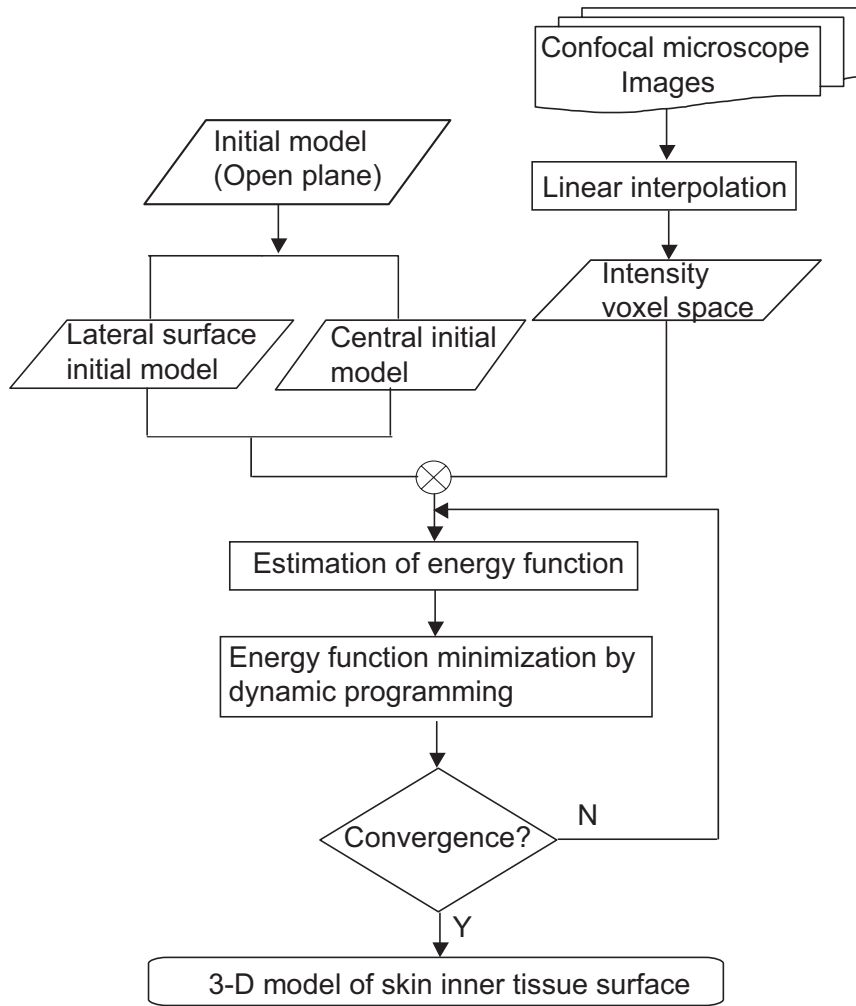 Confocal microscope
Images
Initial model
(Open plane)
Linear interpolation
Intensity
voxel space
Lateral surface
initial model
Central initial
model
Estimation of energy function
Energy function minimization by
dynamic programming
Convergence?
N
Y
3-D model of skin inner tissue surface